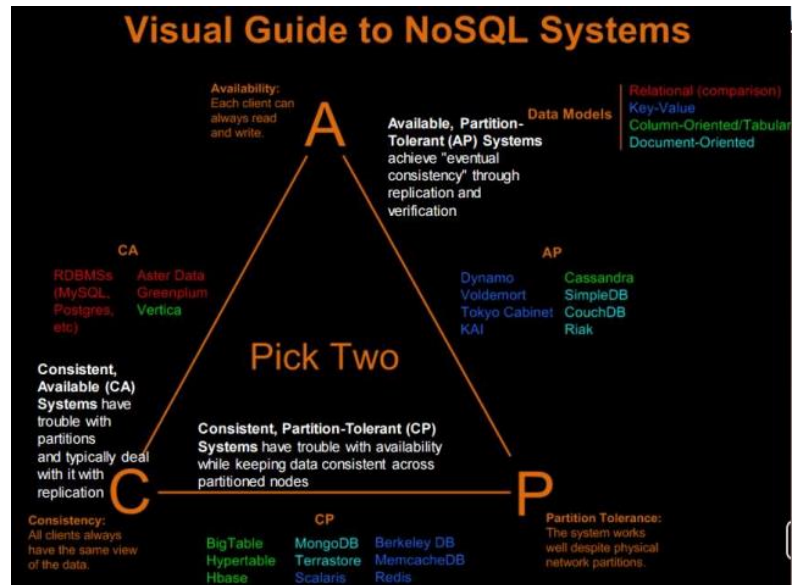 Visual Guide to NoSQL Systems
Availability:
Each client can
always read
and write.
A
Available, Partition-
Tolerant (AP) Systems
achieve "eventual
consistency" through
replication and
verification
Data Models
Relational (comparison)
Key-Value
Column-Oriented/Tabular
Document-Oriented
CA
RDBMSs
(MySQL,
Postgres,
etc)
Aster Data
Greenplum
Vertica
AP
Dynamo
Voldemort
Tokyo Cabinet
KAI
Cassandra
SimpleDB
CouchDB
Riak
Pick Two
Consistent,
Available (CA)
Systems have
trouble with
partitions
and typically deal
with it with
replication
Consistent, Partition-Tolerant (CP)
Systems have trouble with availability
while keeping data consistent across
partitioned nodes
C
P
Consistency:
All clients always
have the same view
of the data.
CP
BigTable
Hypertable
Hbase
MongoDB
Terrastore
Scalaris
Berkeley DB
MemcacheDB
Redis
Partition Tolerance:
The system works
well despite physical
network partitions.